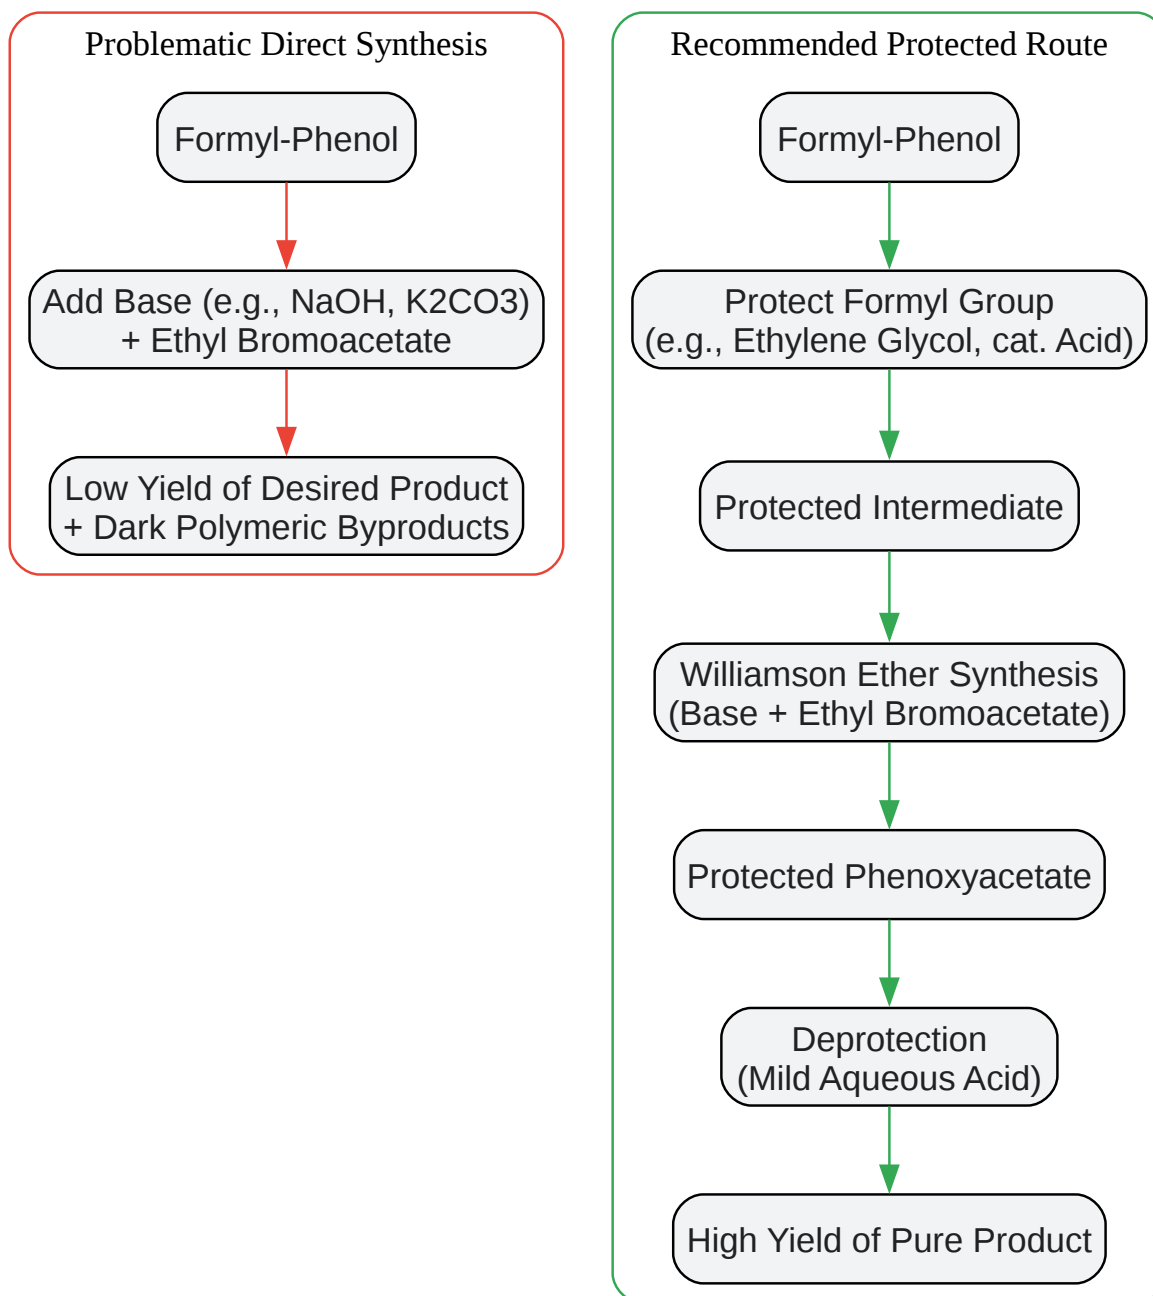 Problematic Direct Synthesis
Formyl-Phenol
Add Base (e.g., NaOH, K2CO3)
+ Ethyl Bromoacetate
Low Yield of Desired Product
+ Dark Polymeric Byproducts
Recommended Protected Route
Formyl-Phenol
Protect Formyl Group
(e.g., Ethylene Glycol, cat. Acid)
Protected Intermediate
Williamson Ether Synthesis
(Base + Ethyl Bromoacetate)
Protected Phenoxyacetate
Deprotection
(Mild Aqueous Acid)
High Yield of Pure Product